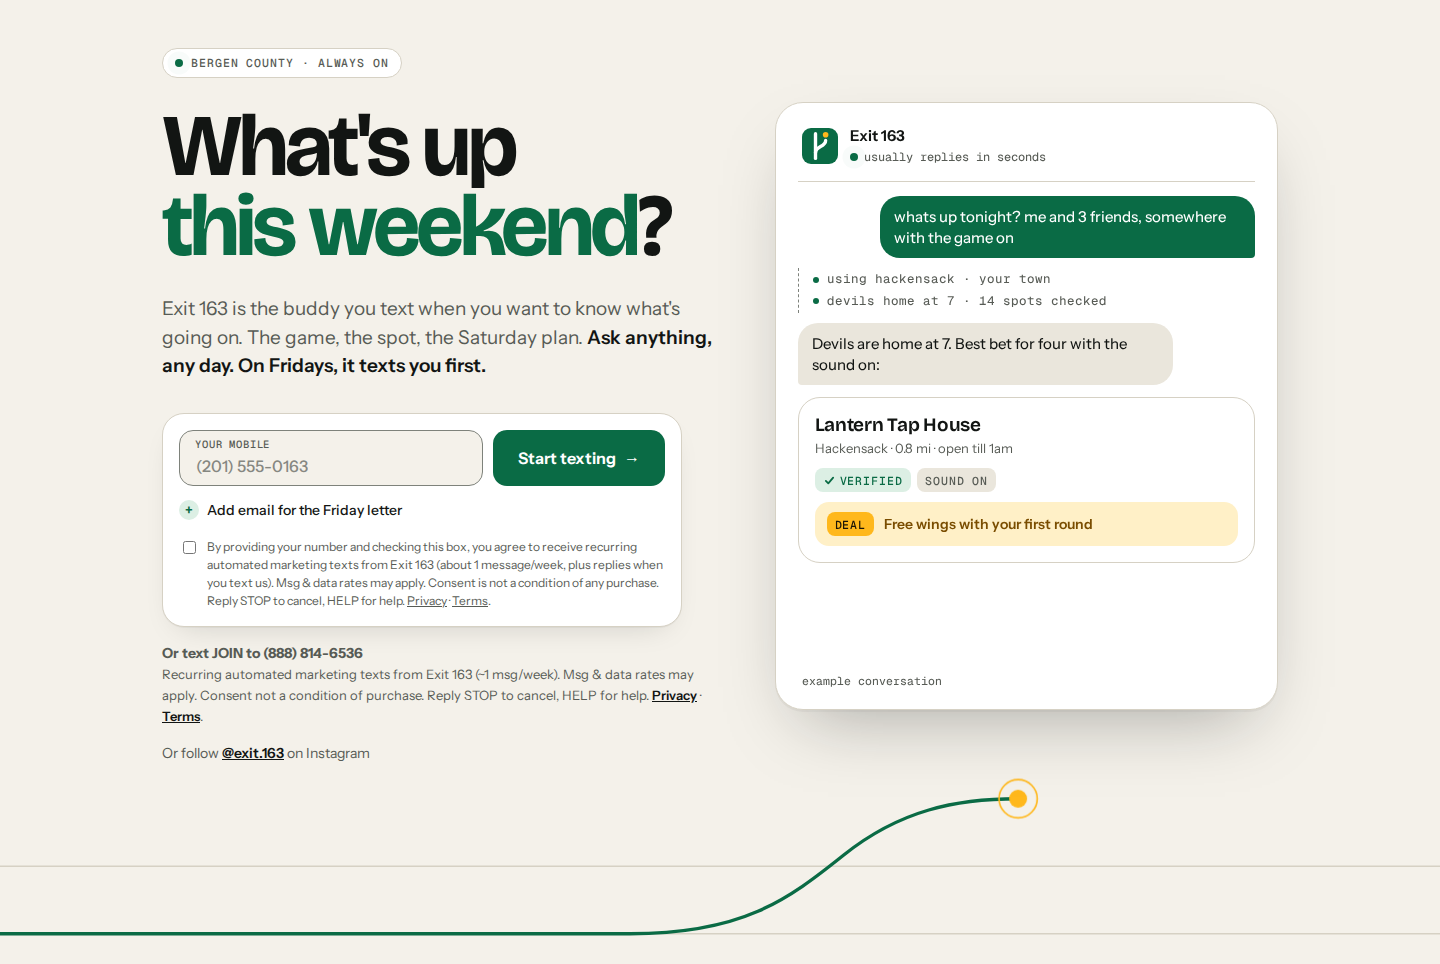 BERGEN COUNTY · ALWAYS ON
What's up
this weekend?
Exit 163 is the buddy you text when you want to know what's
going on. The game, the spot, the Saturday plan. Ask anything,
any day. On Fridays, it texts you first.
YOUR MOBILE
(201) 555-0163
Start texting →
+ Add email for the Friday letter
By providing your number and checking this box, you agree to receive recurring
automated marketing texts from Exit 163 (about 1 message/week, plus replies when
you text us). Msg & data rates may apply. Consent is not a condition of any purchase.
Reply STOP to cancel, HELP for help. Privacy · Terms.
Or text JOIN to (888) 814-6536
Recurring automated marketing texts from Exit 163 (~1 msg/week). Msg & data rates may
apply. Consent not a condition of purchase. Reply STOP to cancel, HELP for help. Privacy ·
Terms.
Or follow @exit.163 on Instagram
Exit 163
usually replies in seconds
whats up tonight? me and 3 friends, somewhere
with the game on
using hackensack · your town
devils home at 7 · 14 spots checked
Devils are home at 7. Best bet for four with the
sound on:
Lantern Tap House
Hackensack · 0.8 mi · open till 1am
VERIFIED
SOUND ON
DEAL
Free wings with your first round
example conversation